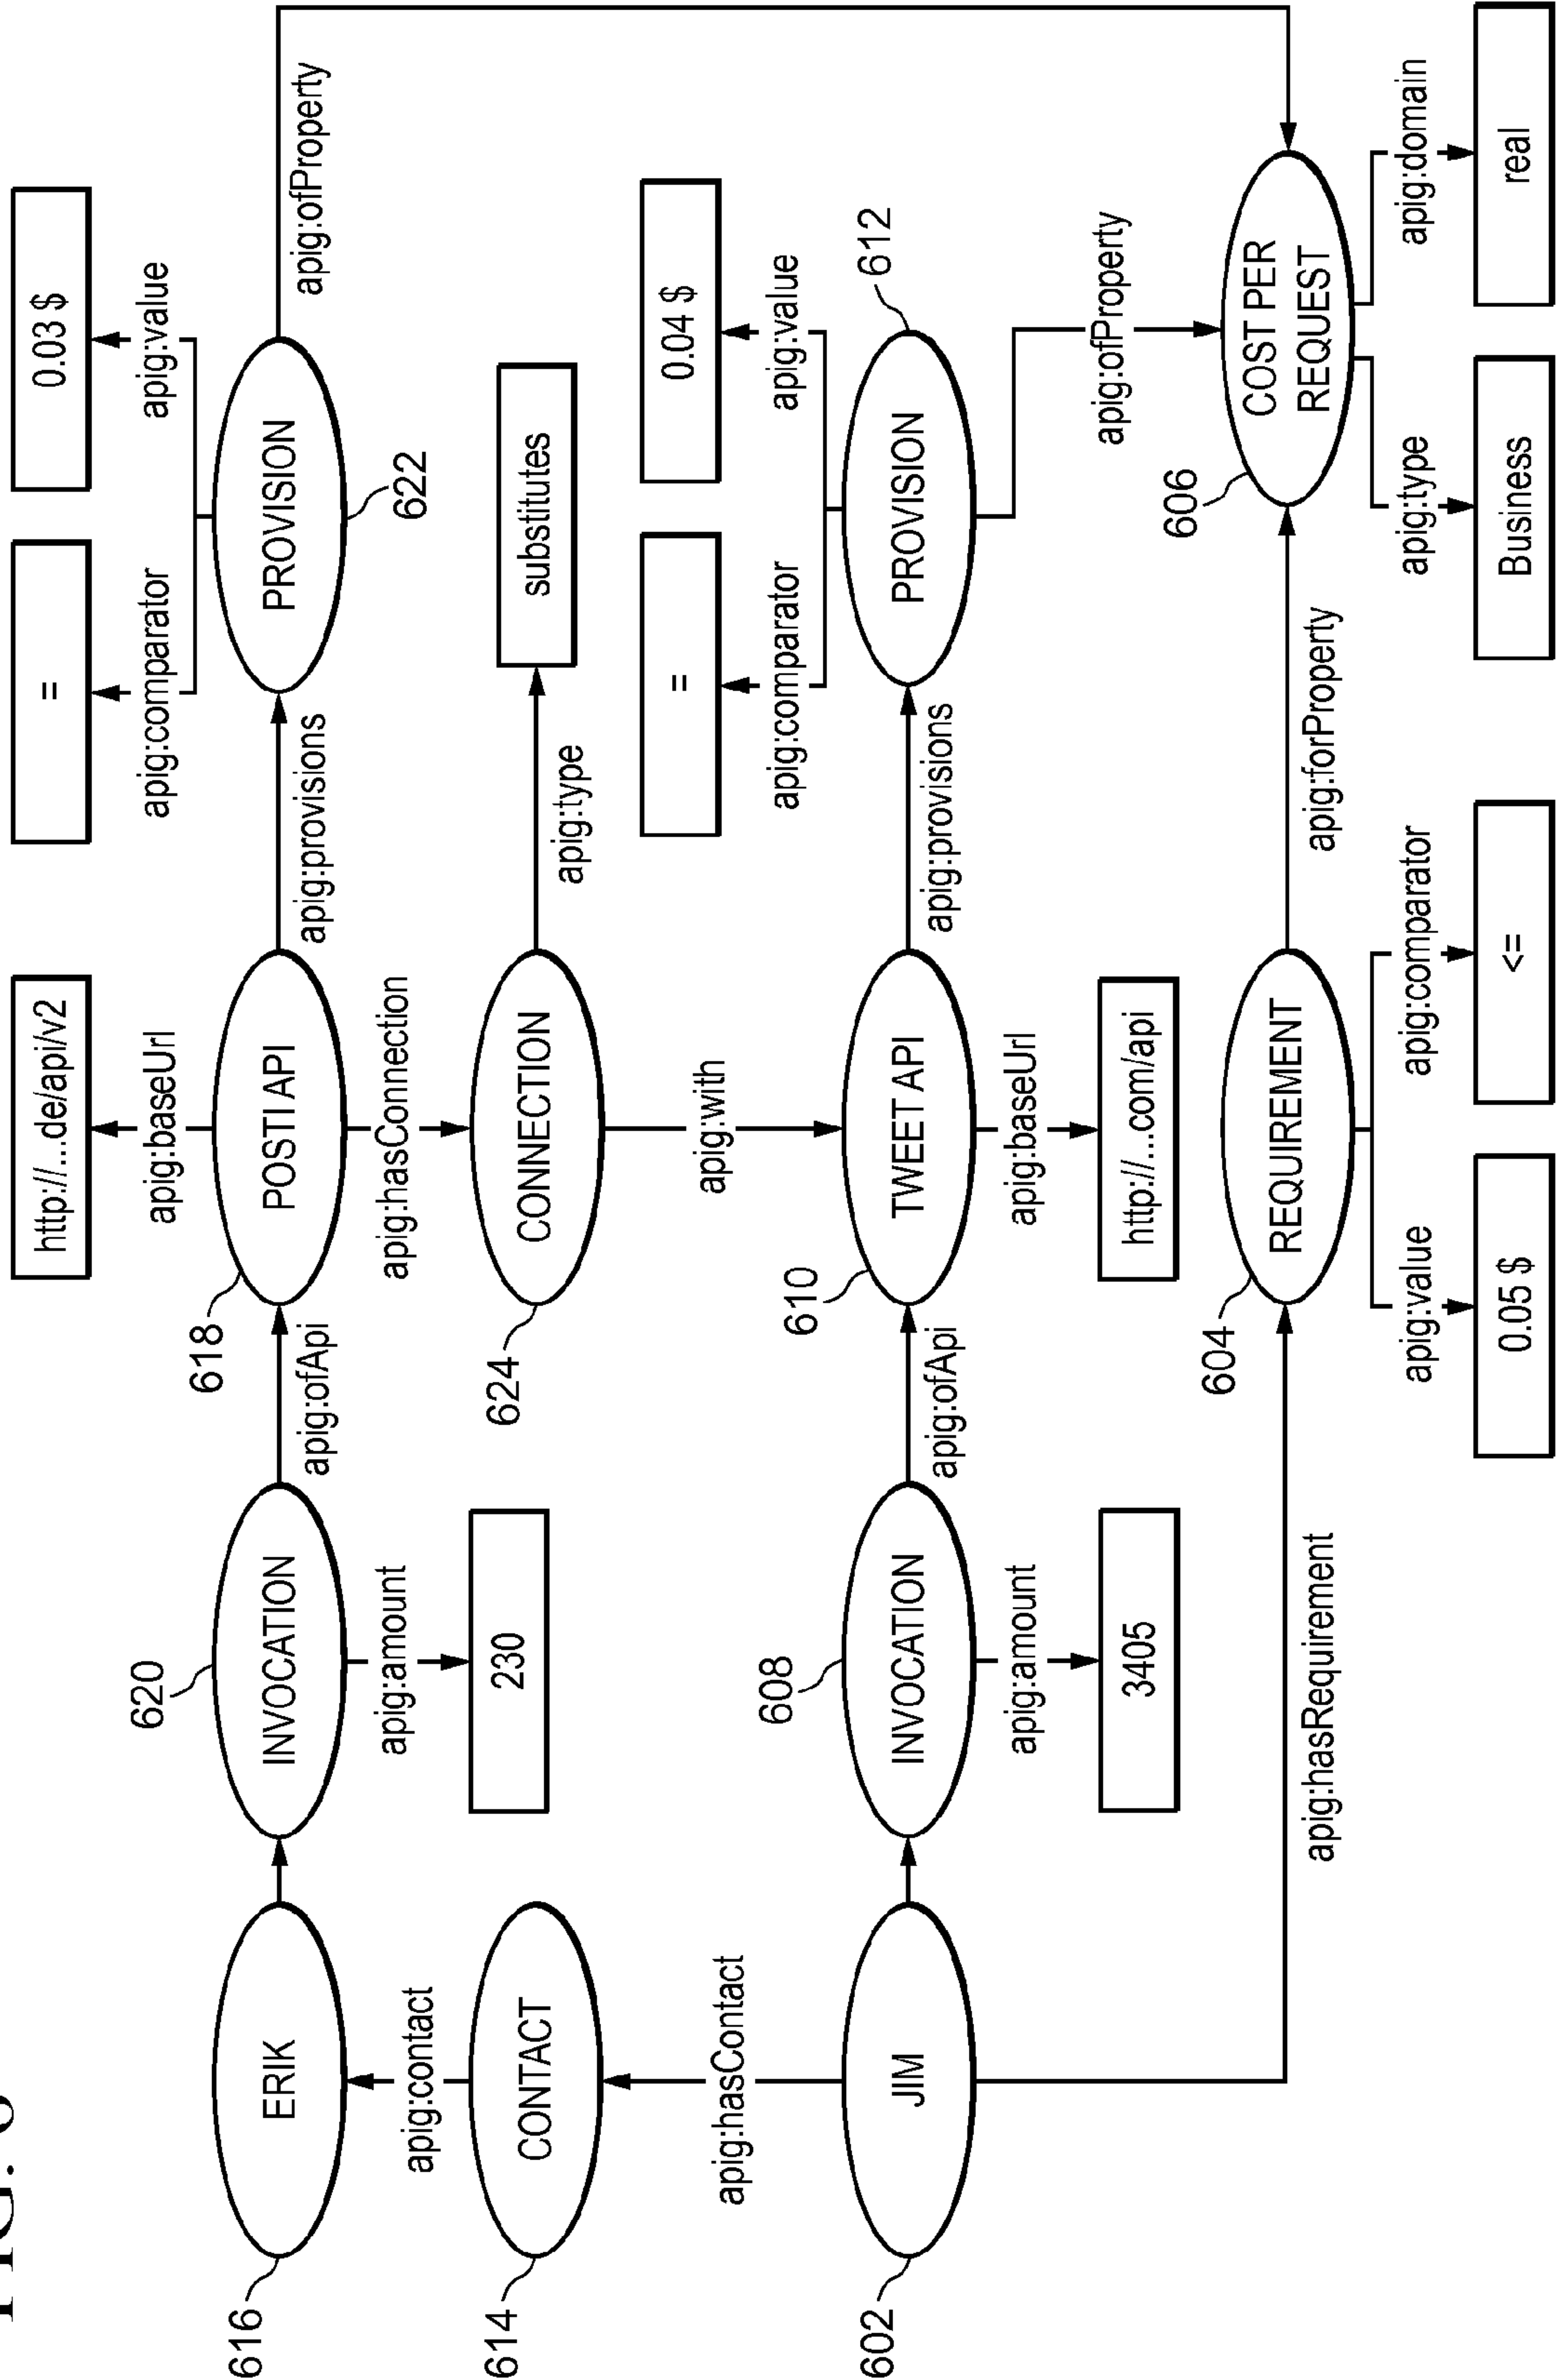 FIG. 6
http://...de/api/v2
=
0.03 $
apig:baseUrl
apig:comparator
apig:value
616
ERIK
620
INVOCATION
apig:ofApi
618
POSTI API
apig:provisions
PROVISION
622
apig:ofProperty
apig:contact
apig:amount
230
apig:hasConnection
614
CONTACT
624
CONNECTION
apig:type
substitutes
apig:hasContact
apig:with
=
0.04 $
apig:comparator
apig:value
602
JIM
608
INVOCATION
apig:ofApi
610
TWEET API
apig:provisions
PROVISION
612
apig:amount
3405
apig:baseUrl
http://...com/api
apig:ofProperty
apig:hasRequirement
604
REQUIREMENT
apig:forProperty
606
COST PER
REQUEST
apig:value
apig:comparator
apig:type
apig:domain
0.05 $
<=
Business
real